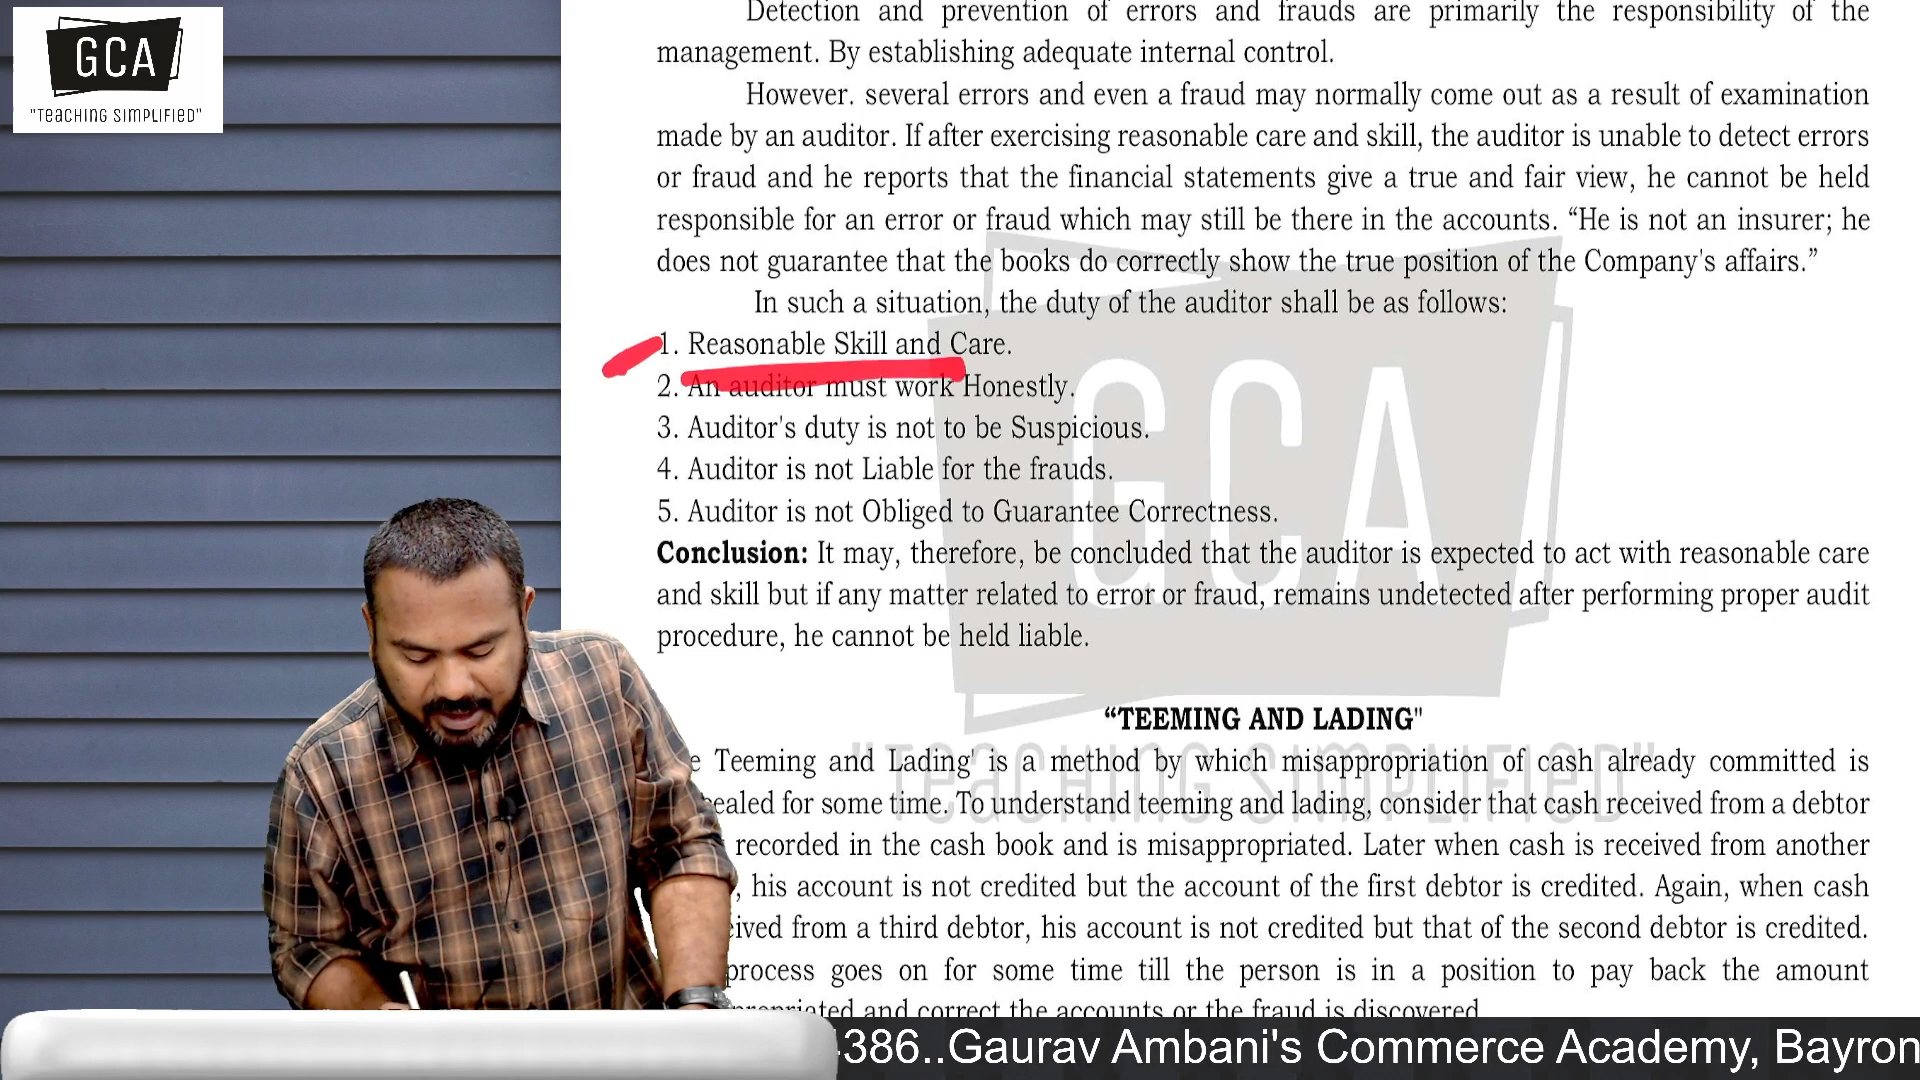 GCA
"TEACHING SIMPLIFIED"
Detection and prevention of errors and frauds are primarily the responsibility of the
management. By establishing adequate internal control.
However. several errors and even a fraud may normally come out as a result of examination
made by an auditor. If after exercising reasonable care and skill, the auditor is unable to detect errors
or fraud and he reports that the financial statements give a true and fair view, he cannot be held
responsible for an error or fraud which may still be there in the accounts. “He is not an insurer; he
does not guarantee that the books do correctly show the true position of the Company's affairs.”
In such a situation, the duty of the auditor shall be as follows:
1. Reasonable Skill and Care.
2. An auditor must work Honestly.
3. Auditor's duty is not to be Suspicious.
4. Auditor is not Liable for the frauds.
5. Auditor is not Obliged to Guarantee Correctness.
Conclusion: It may, therefore, be concluded that the auditor is expected to act with reasonable care
and skill but if any matter related to error or fraud, remains undetected after performing proper audit
procedure, he cannot be held liable.
GCA
“TEEMING AND LADING"
"TEACHING SIMPLIFIED"
Teeming and Lading' is a method by which misappropriation of cash already committed is
for some time. To understand teeming and lading, consider that cash received from a debtor
recorded in the cash book and is misappropriated. Later when cash is received from another
, his account is not credited but the account of the first debtor is credited. Again, when cash
from a third debtor, his account is not credited but that of the second debtor is credited.
process goes on for some time till the person is in a position to pay back the amount
and correct the accounts or the fraud is discovered
386..Gaurav Ambani's Commerce Academy, Bayron